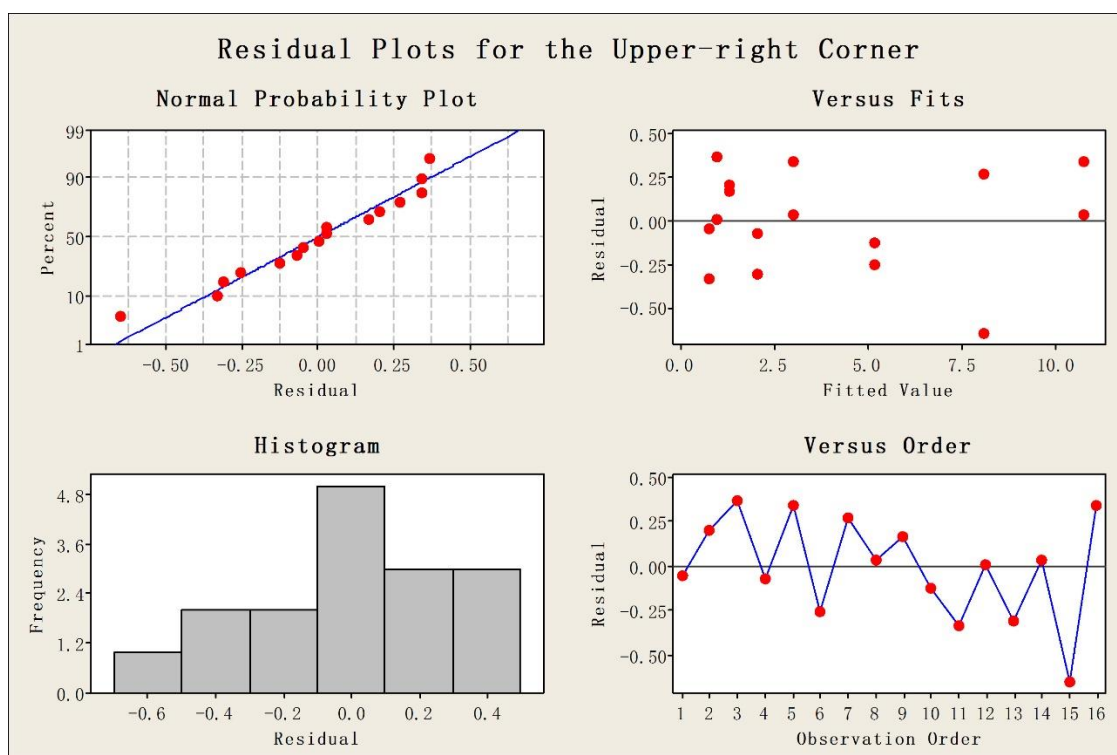 Residual Plots for the Upper-right Corner
Normal Probability Plot
99
90
50
10
1
Percent
-0.50 -0.25 0.00 0.25 0.50
Residual
Versus Fits
0.50
0.25
0.00
-0.25
-0.50
Residual
0.0 2.5 5.0 7.5 10.0
Fitted Value
Histogram
4.8
3.6
2.4
1.2
0.0
Frequency
-0.6 -0.4 -0.2 0.0 0.2 0.4
Residual
Versus Order
0.50
0.25
0.00
-0.25
-0.50
Residual
1 2 3 4 5 6 7 8 9 10 11 12 13 14 15 16
Observation Order